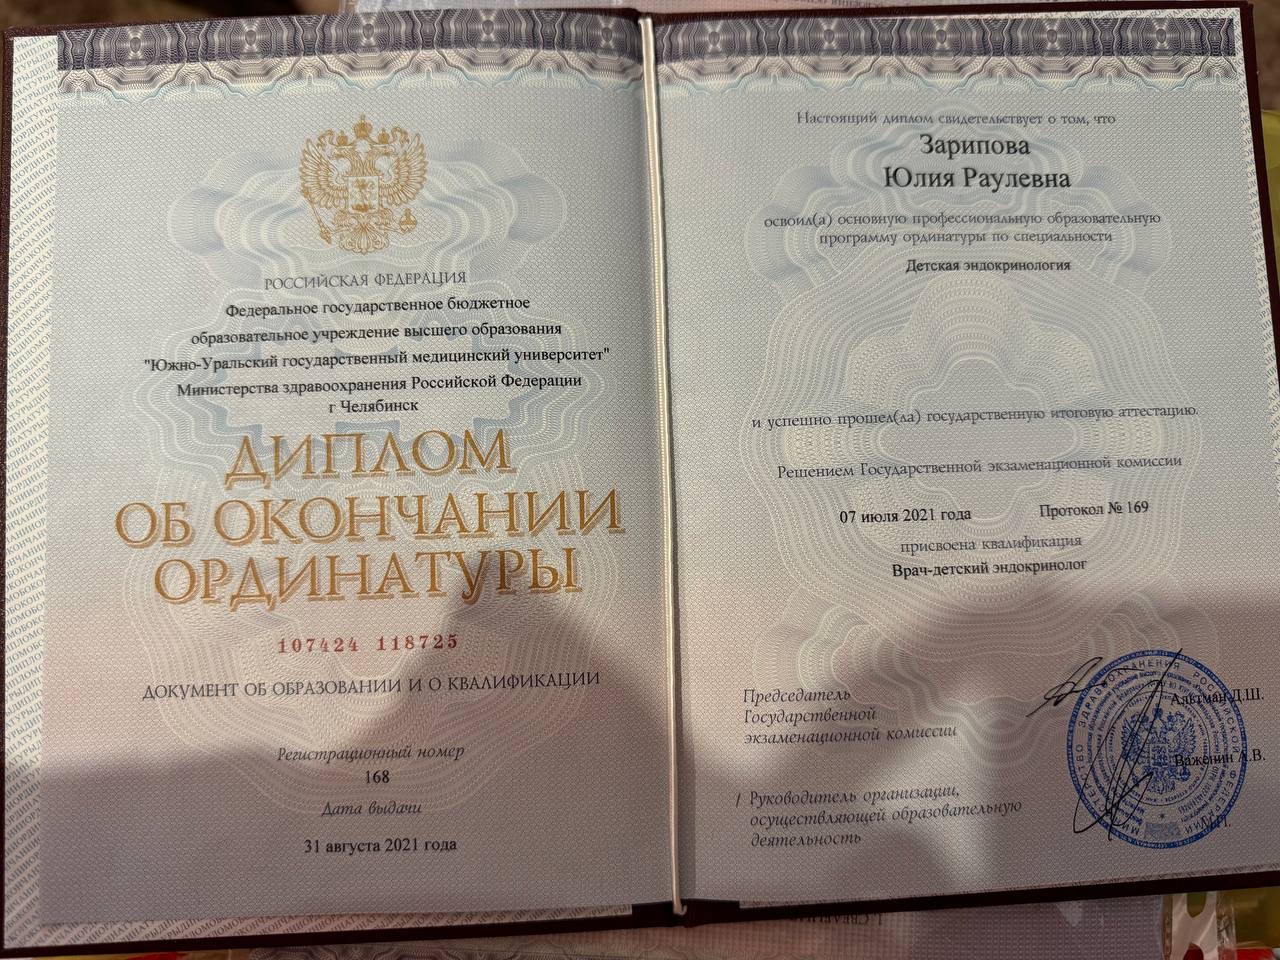 РОССИЙСКАЯ ФЕДЕРАЦИЯ
Федеральное государственное бюджетное
образовательное учреждение высшего образования
"Южно-Уральский государственный медицинский университет"
Министерства здравоохранения Российской Федерации
г Челябинск
ДИПЛОМ
ОБ ОКОНЧАНИИ
ОРДИНАТУРЫ
107424 118725
ДОКУМЕНТ ОБ ОБРАЗОВАНИИ И О КВАЛИФИКАЦИИ
Регистрационный номер
168
Дата выдачи
31 августа 2021 года
Настоящий диплом свидетельствует о том, что
Зарипова
Юлия Раулевна
освоил(а) основную профессиональную образовательную
программу ординатуры по специальности
Детская эндокринология
и успешно прошел(ла) государственную итоговую аттестацию.
Решением Государственной экзаменационной комиссии
07 июля 2021 года Протокол № 169
присвоена квалификация
Врач-детский эндокринолог
Председатель
Государственной
экзаменационной комиссии
Альтман Д.Ш.
Руководитель организации,
осуществляющей образовательную
деятельность
Важенин А.В.
М.П.